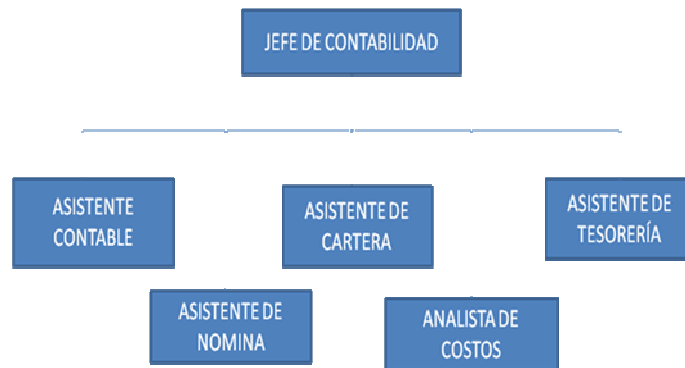 JEFE DE CONTABILIDAD
ASISTENTE
CONTABLE
ASISTENTE DE
CARTERA
ASISTENTE DE
TESORERÍA
ASISTENTE DE
NOMINA
ANALISTA DE
COSTOS